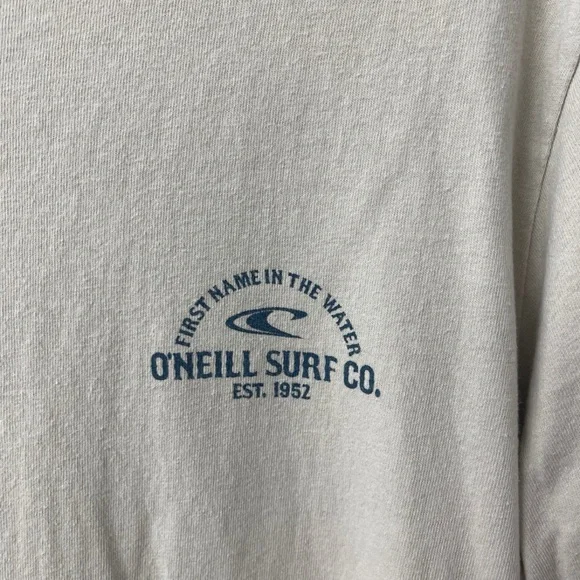 FIRST NAME IN THE WATER
O'NEILL SURF CO.
EST. 1952